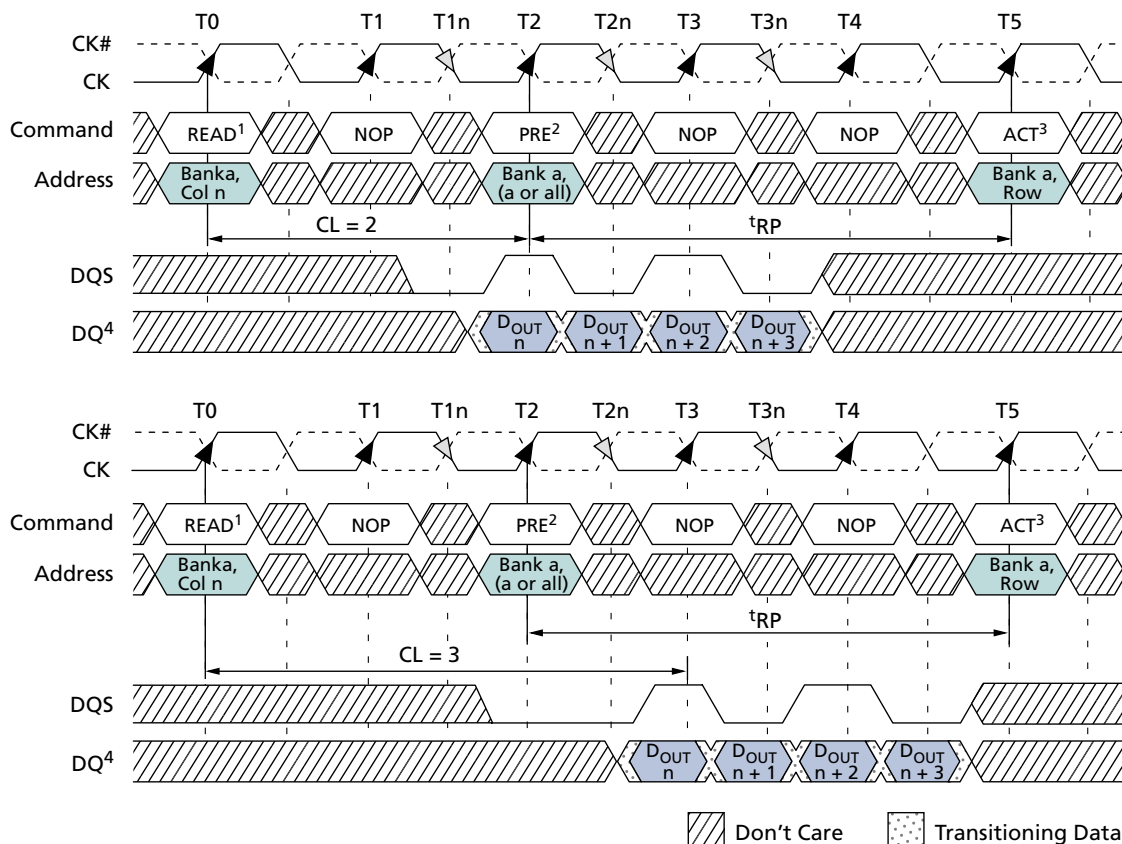 T0 T1 T1n T2 T2n T3 T3n T4 T5
CK#
CK
Command READ1 NOP PRE2 NOP NOP ACT3
Address Banka, Col n Bank a, (a or all) Bank a, Row
CL = 2 tRP
DQS
DQ4 DOUT n DOUT n + 1 DOUT n + 2 DOUT n + 3
T0 T1 T1n T2 T2n T3 T3n T4 T5
CK#
CK
Command READ1 NOP PRE2 NOP NOP ACT3
Address Banka, Col n Bank a, (a or all) Bank a, Row
tRP
CL = 3
DQS
DQ4 DOUT n DOUT n + 1 DOUT n + 2 DOUT n + 3
Don't Care Transitioning Data